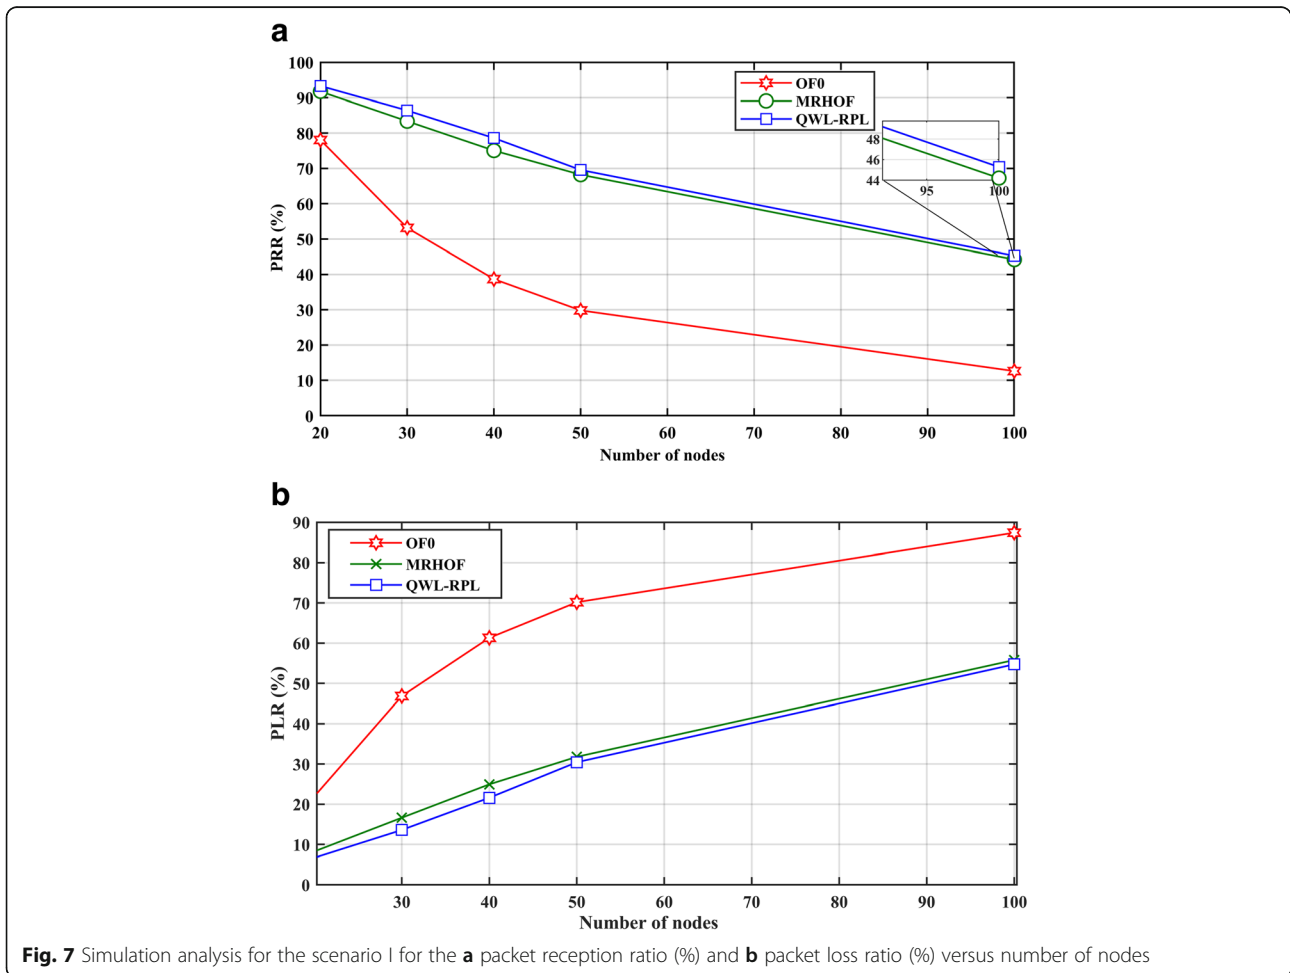 a
100
90
80
70
60
50
40
30
20
10
0
PRR (%)
OF0
MRHOF
QWL-RPL
48
46
44
95
100
20 30 40 50 60 70 80 90 100
Number of nodes
b
90
80
70
60
50
40
30
20
10
0
PLR (%)
OF0
MRHOF
QWL-RPL
30 40 50 60 70 80 90 100
Number of nodes
Fig. 7 Simulation analysis for the scenario I for the a packet reception ratio (%) and b packet loss ratio (%) versus number of nodes